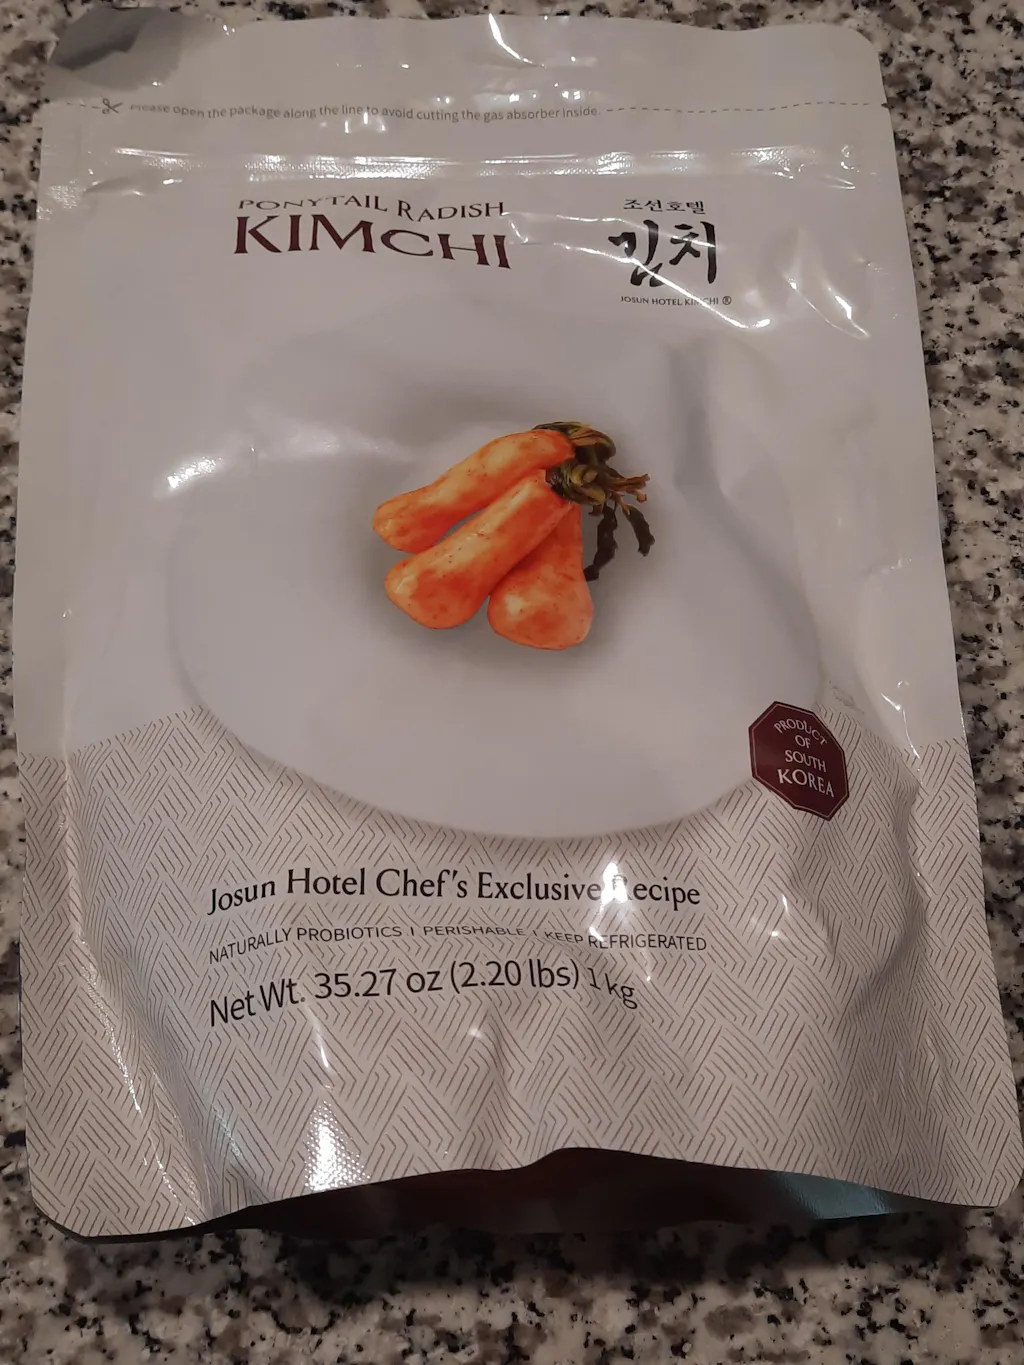 Please open the package along the line to avoid cutting the gas absorber inside.
PONYTAIL RADISH
KIMCHI
조선호텔
김치
JOSUN HOTEL KIMCHI ®
PRODUCT
OF
SOUTH
KOREA
Josun Hotel Chef's Exclusive Recipe
NATURALLY PROBIOTICS | PERISHABLE | KEEP REFRIGERATED
Net Wt. 35.27 oz (2.20 lbs) 1 kg